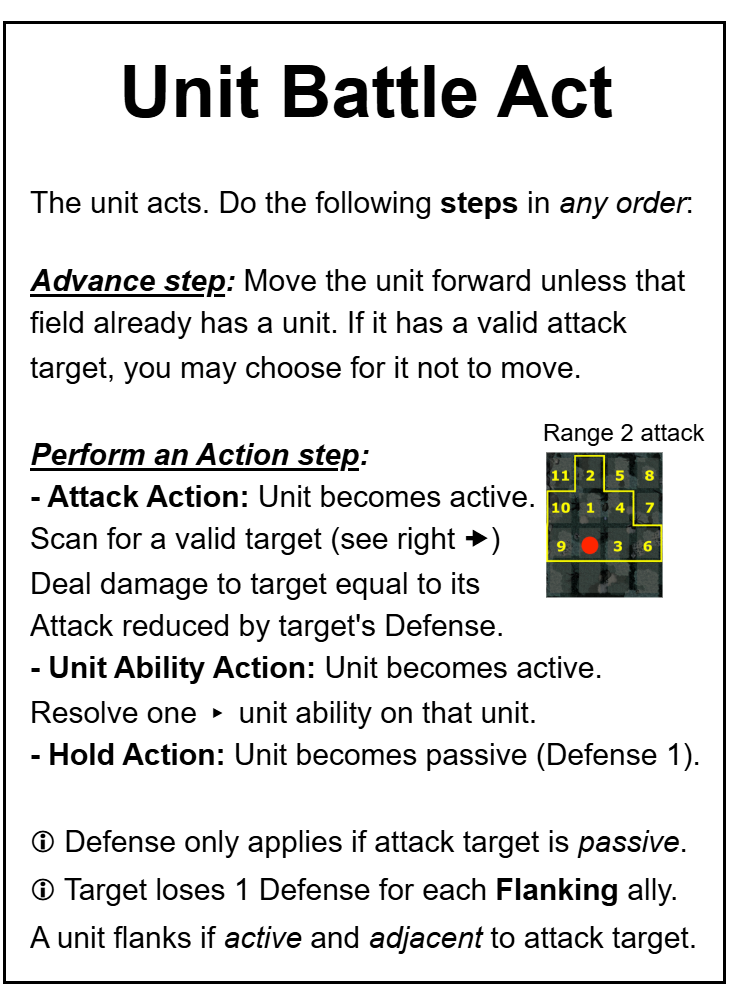 Unit Battle Act
The unit acts. Do the following steps in any order:
Advance step: Move the unit forward unless that
field already has a unit. If it has a valid attack
target, you may choose for it not to move.
Range 2 attack
11 2 5 8
10 1 4 7
9 3 6
Perform an Action step:
- Attack Action: Unit becomes active.
Scan for a valid target (see right 🡪)
Deal damage to target equal to its
Attack reduced by target's Defense.
- Unit Ability Action: Unit becomes active.
Resolve one ‣ unit ability on that unit.
- Hold Action: Unit becomes passive (Defense 1).
🛈 Defense only applies if attack target is passive.
🛈 Target loses 1 Defense for each Flanking ally.
A unit flanks if active and adjacent to attack target.